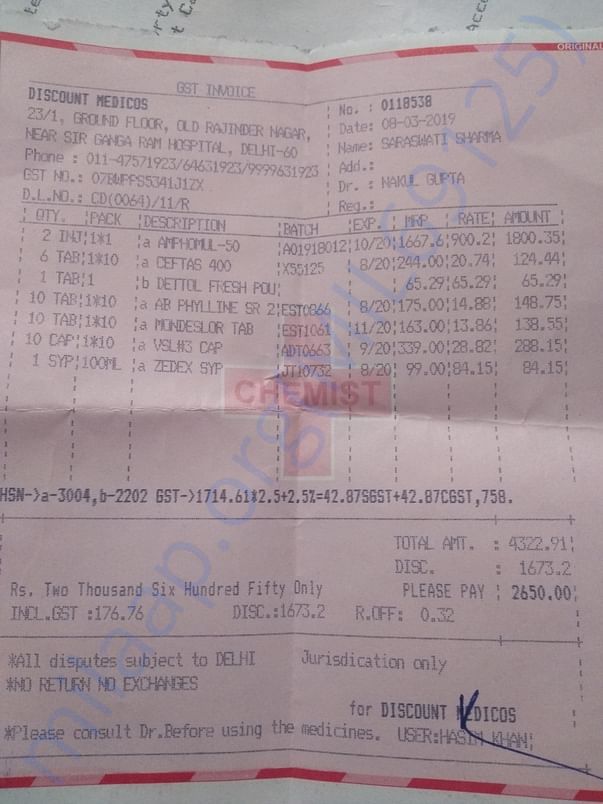 ORIGINAL
GST INVOICE
DISCOUNT MEDICOS
23/1, GROUND FLOOR, OLD RAJINDER NAGAR,
NEAR SIR GANGA RAM HOSPITAL, DELHI-60
Phone : 011-47571923/64631923/9999631923
GST NO.: 07BWPPS5341J1ZX
D.L.NO.: CD(0064)/11/R
No. : 0118538
Date: 08-03-2019
Name: SARASWATI SHARMA
Add.:
Dr. : NAKUL GUPTA
Reg.:
QTY. PACK DESCRIPTION BATCH EXP. MRP RATE AMOUNT
2 INJ 1*1 a AMPHOMUL-50 A01918012 10/20 1667.6 900.2 1800.35
6 TAB 1*10 a CEFTAS 400 X55125 8/20 244.00 20.74 124.44
1 TAB 1 b DETTOL FRESH POU 65.29 65.29 65.29
10 TAB 1*10 a AB PHYLLINE SR 2 EST0866 8/20 175.00 14.88 148.75
10 TAB 1*10 a MONDESLOR TAB EST1061 11/20 163.00 13.86 138.55
10 CAP 1*10 a VSL#3 CAP ADT0663 9/20 339.00 28.82 288.15
1 SYP 100ML a ZEDEX SYP JT10732 8/20 99.00 84.15 84.15
CHEMIST
HSN->a-3004,b-2202 GST->1714.61*2.5+2.5%=42.87SGST+42.87CGST,758.
TOTAL AMT. : 4322.91
DISC. : 1673.2
Rs. Two Thousand Six Hundred Fifty Only PLEASE PAY : 2650.00
INCL.GST :176.76 DISC.:1673.2 R.OFF: 0.32
*All disputes subject to DELHI Jurisdication only
*NO RETURN NO EXCHANGES
for DISCOUNT MEDICOS
*Please consult Dr.Before using the medicines. USER:HASIM KHAN